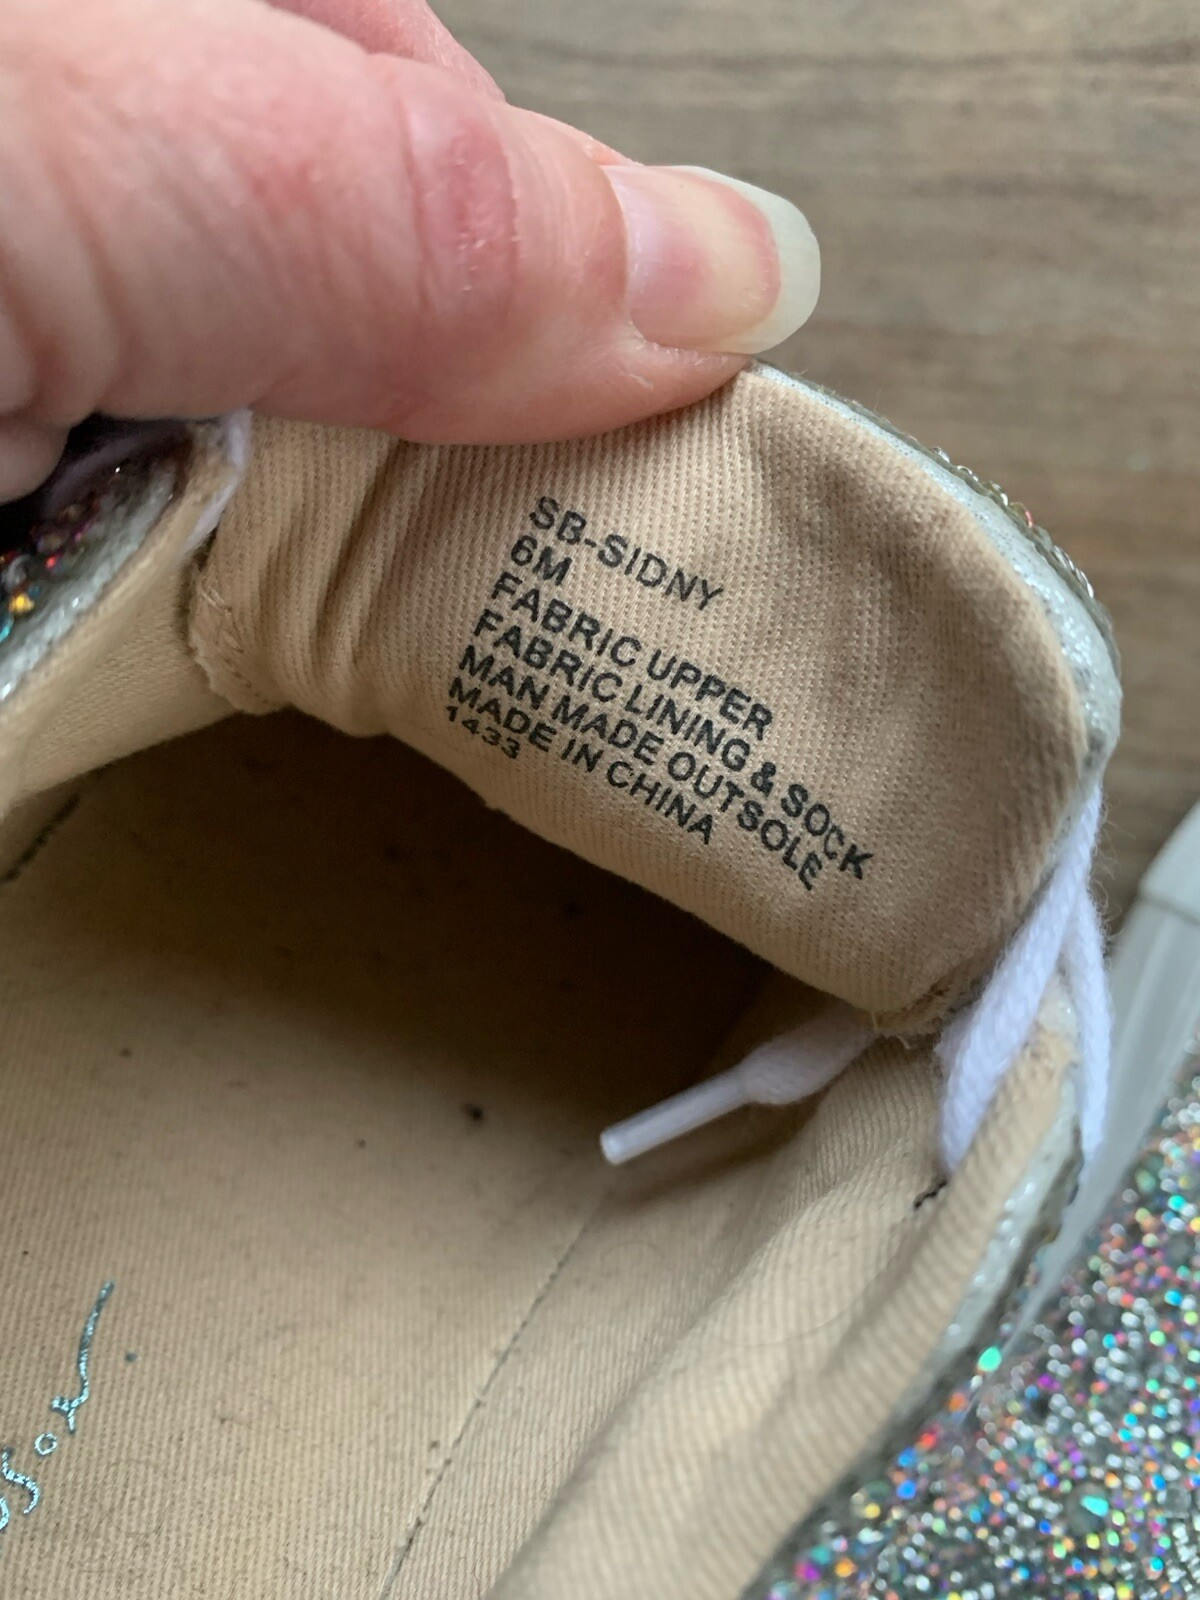 SB-SIDNY
6M
FABRIC UPPER
FABRIC LINING & SOCK
MAN MADE OUTSOLE
MADE IN CHINA
1433